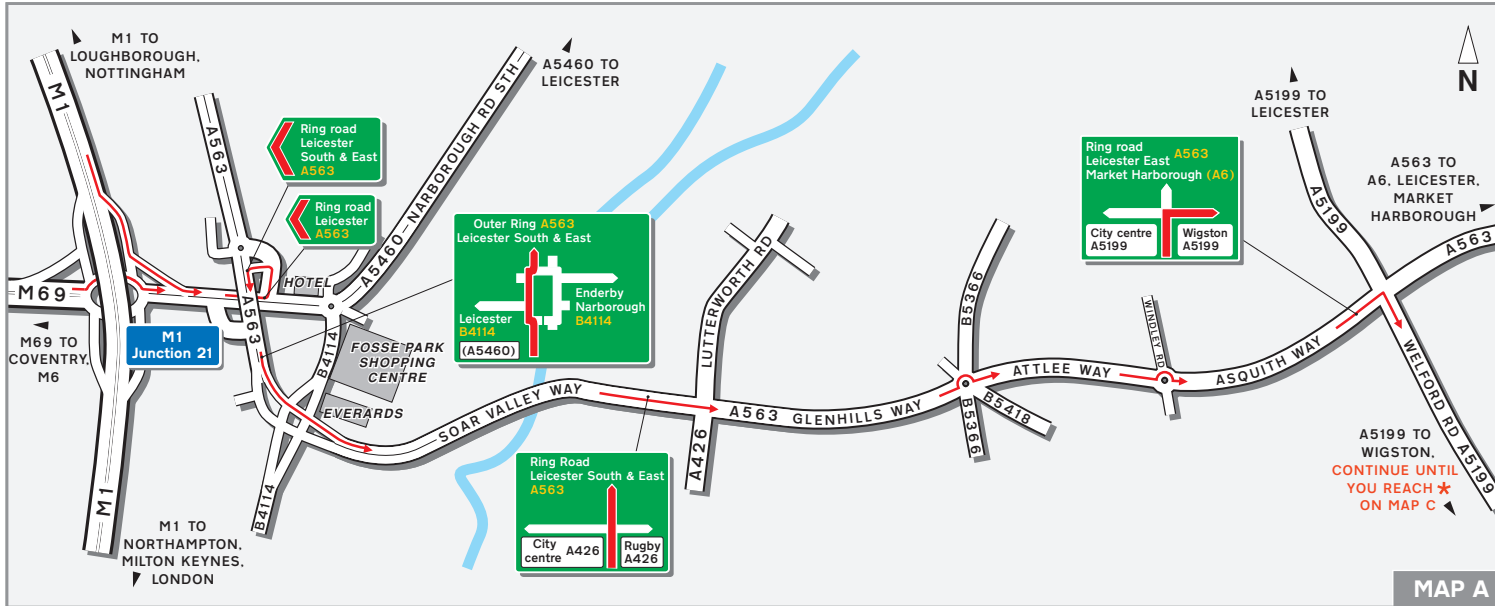 M1 TO
LOUGHBOROUGH,
NOTTINGHAM
M1
A563
Ring road
Leicester
South & East
A563
Ring road
Leicester
A563
HOTEL
A5460–NARBOROUGH RD STH
A5460 TO
LEICESTER
M69
M69 TO
COVENTRY,
M6
M1
Junction 21
A563
B4114
FOSSE PARK
SHOPPING
CENTRE
EVERARDS
B4114
M1
M1 TO
NORTHAMPTON,
MILTON KEYNES,
LONDON
Outer Ring A563
Leicester South & East
Enderby
Narborough
B4114
Leicester
B4114
(A5460)
SOAR VALLEY WAY
Ring Road
Leicester South & East
A563
City
centre A426
Rugby
A426
LUTTERWORTH RD
A426
A563 GLENHILLS WAY
B5366
B5366
B5418
ATTLEE WAY
WINDLEY RD
ASQUITH WAY
Ring road
Leicester East A563
Market Harborough (A6)
City centre
A5199
Wigston
A5199
A5199 TO
LEICESTER
A5199
A563 TO
A6, LEICESTER,
MARKET
HARBOROUGH
A563
WELFORD RD A5199
A5199 TO
WIGSTON,
CONTINUE UNTIL
YOU REACH *
ON MAP C
N
MAP A